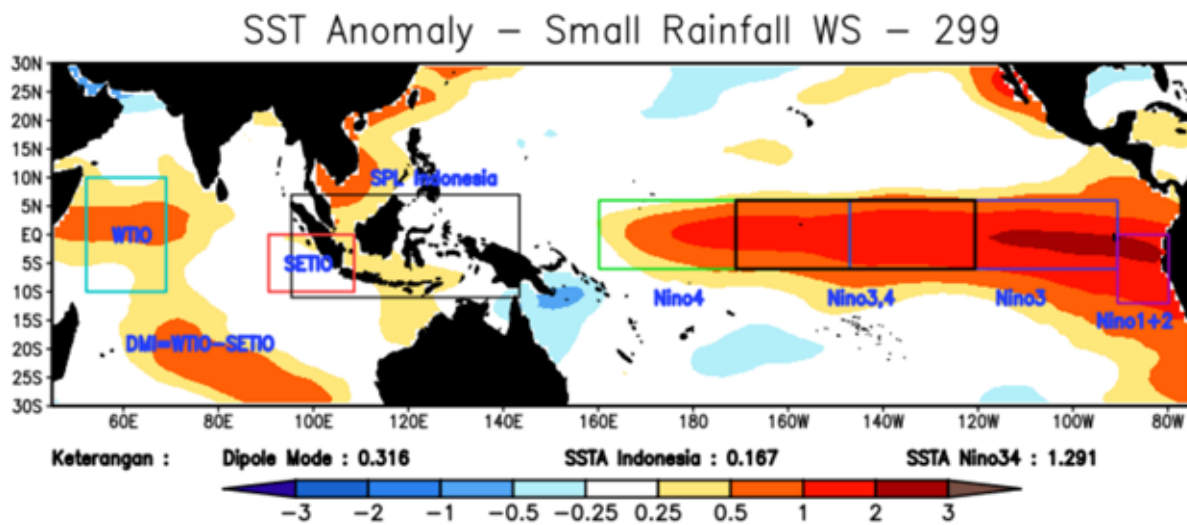 SST Anomaly - Small Rainfall WS - 299
30N
25N
20N
15N
10N
5N
EQ
5S
10S
15S
20S
25S
30S
SPL Indonesia
WTIO
SETIO
Nino4
Nino3,4
Nino3
Nino1+2
DMI=WTIO-SETIO
60E 80E 100E 120E 140E 160E 180 160W 140W 120W 100W 80W
Keterangan : Dipole Mode : 0.316 SSTA Indonesia : 0.167 SSTA Nino34 : 1.291
-3 -2 -1 -0.5 -0.25 0.25 0.5 1 2 3